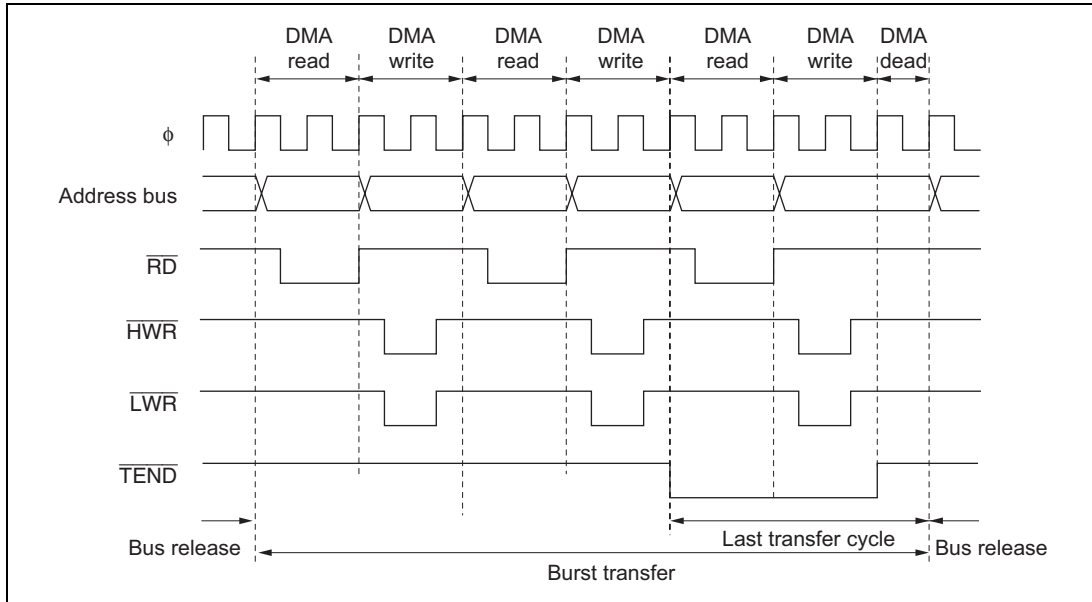 DMA read DMA write DMA read DMA write DMA read DMA write DMA dead
ϕ
Address bus
RD
HWR
LWR
TEND
Last transfer cycle
Bus release Bus release
Burst transfer